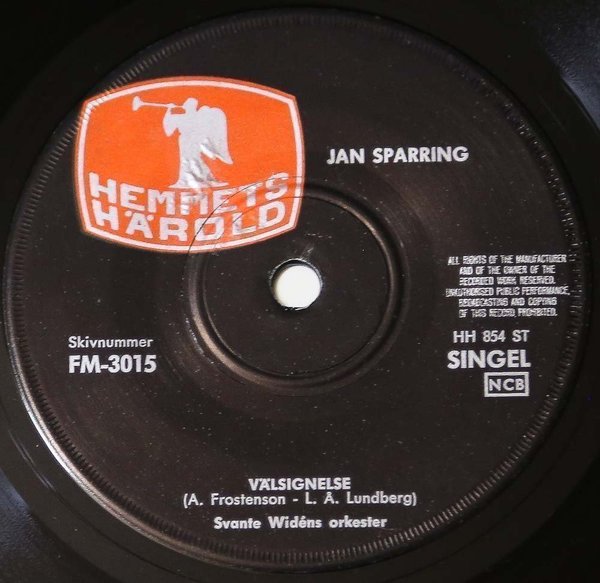 HEMMETS
HÄROLD
JAN SPARRING
ALL RIGHTS OF THE MANUFACTURER
AND OF THE OWNER OF THE
RECORDED WORK RESERVED.
UNAUTHORISED PUBLIC PERFORMANCE,
BROADCASTING AND COPYING
OF THIS RECORD PROHIBITED.
HH 854 ST
SINGEL
NCB
Skivnummer
FM-3015
VÄLSIGNELSE
(A. Frostenson - L. Å. Lundberg)
Svante Widéns orkester